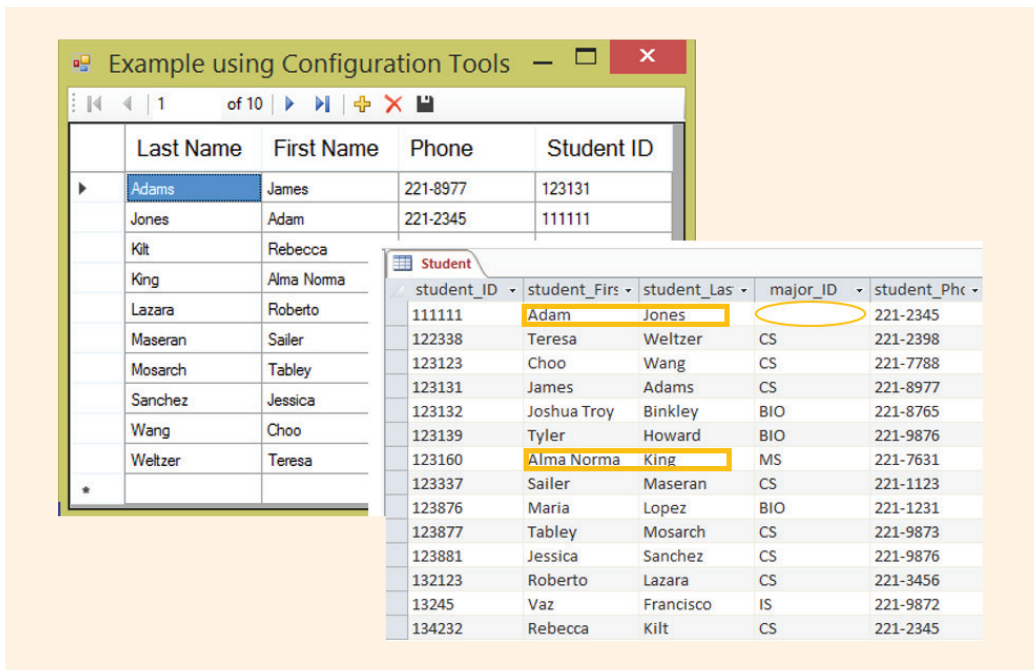 Example using Configuration Tools
1 of 10
Last Name First Name Phone Student ID
Adams James 221-8977 123131
Jones Adam 221-2345 111111
Kilt Rebecca
King Alma Norma
Lazara Roberto
Maseran Sailer
Mosarch Tabley
Sanchez Jessica
Wang Choo
Weltzer Teresa
Student
student_ID student_Firs student_Las major_ID student_Pho
111111 Adam Jones 221-2345
122338 Teresa Weltzer CS 221-2398
123123 Choo Wang CS 221-7788
123131 James Adams CS 221-8977
123132 Joshua Troy Binkley BIO 221-8765
123139 Tyler Howard BIO 221-9876
123160 Alma Norma King MS 221-7631
123337 Sailer Maseran CS 221-1123
123876 Maria Lopez BIO 221-1231
123877 Tabley Mosarch CS 221-9873
123881 Jessica Sanchez CS 221-9876
132123 Roberto Lazara CS 221-3456
13245 Vaz Francisco IS 221-9872
134232 Rebecca Kilt CS 221-2345